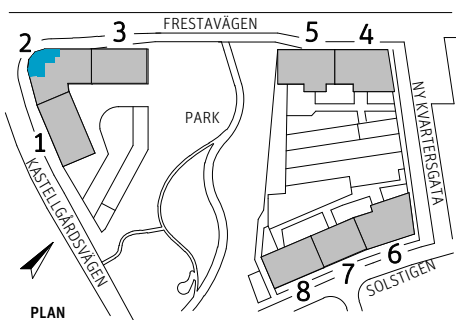 FRESTAVÄGEN
2
3
5
4
PARK
1
KASTELLGÅRDSVÄGEN
NY KVARTERSGATA
6
7
8
SOLSTIGEN
PLAN